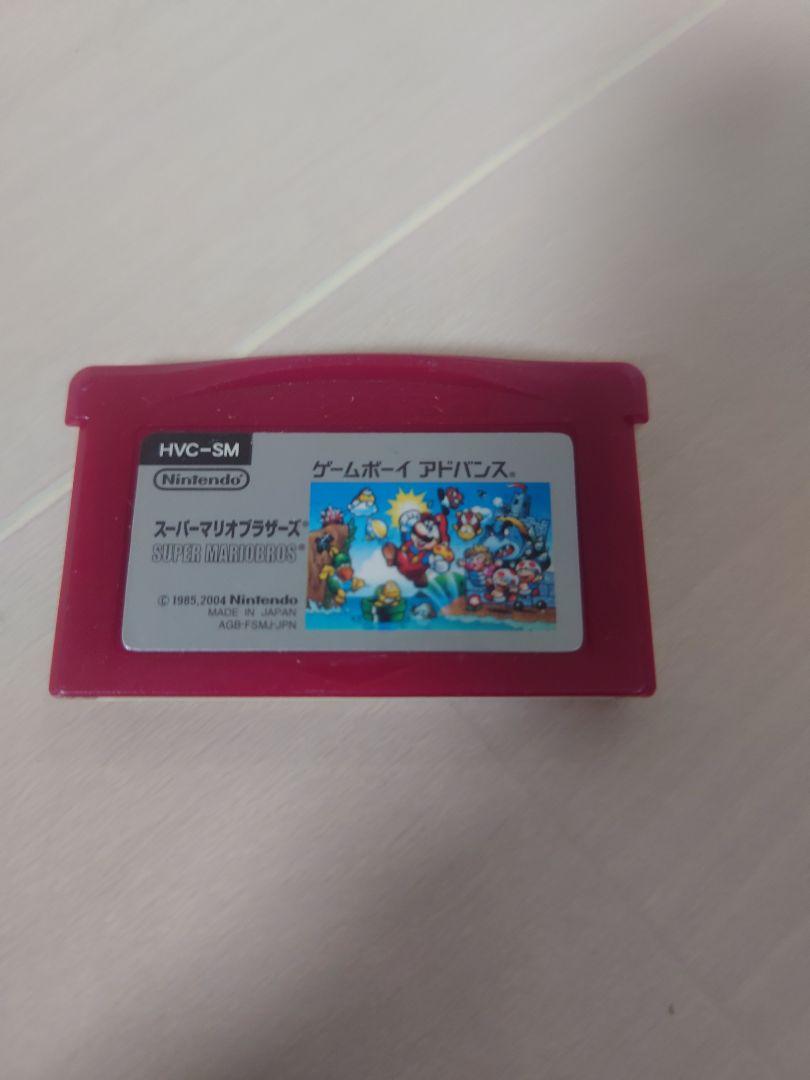 HVC-SM
Nintendo
ゲームボーイ アドバンス®
スーパーマリオブラザーズ®
SUPER MARIOBROS®
© 1985,2004 Nintendo
MADE IN JAPAN
AGB-FSMJ-JPN